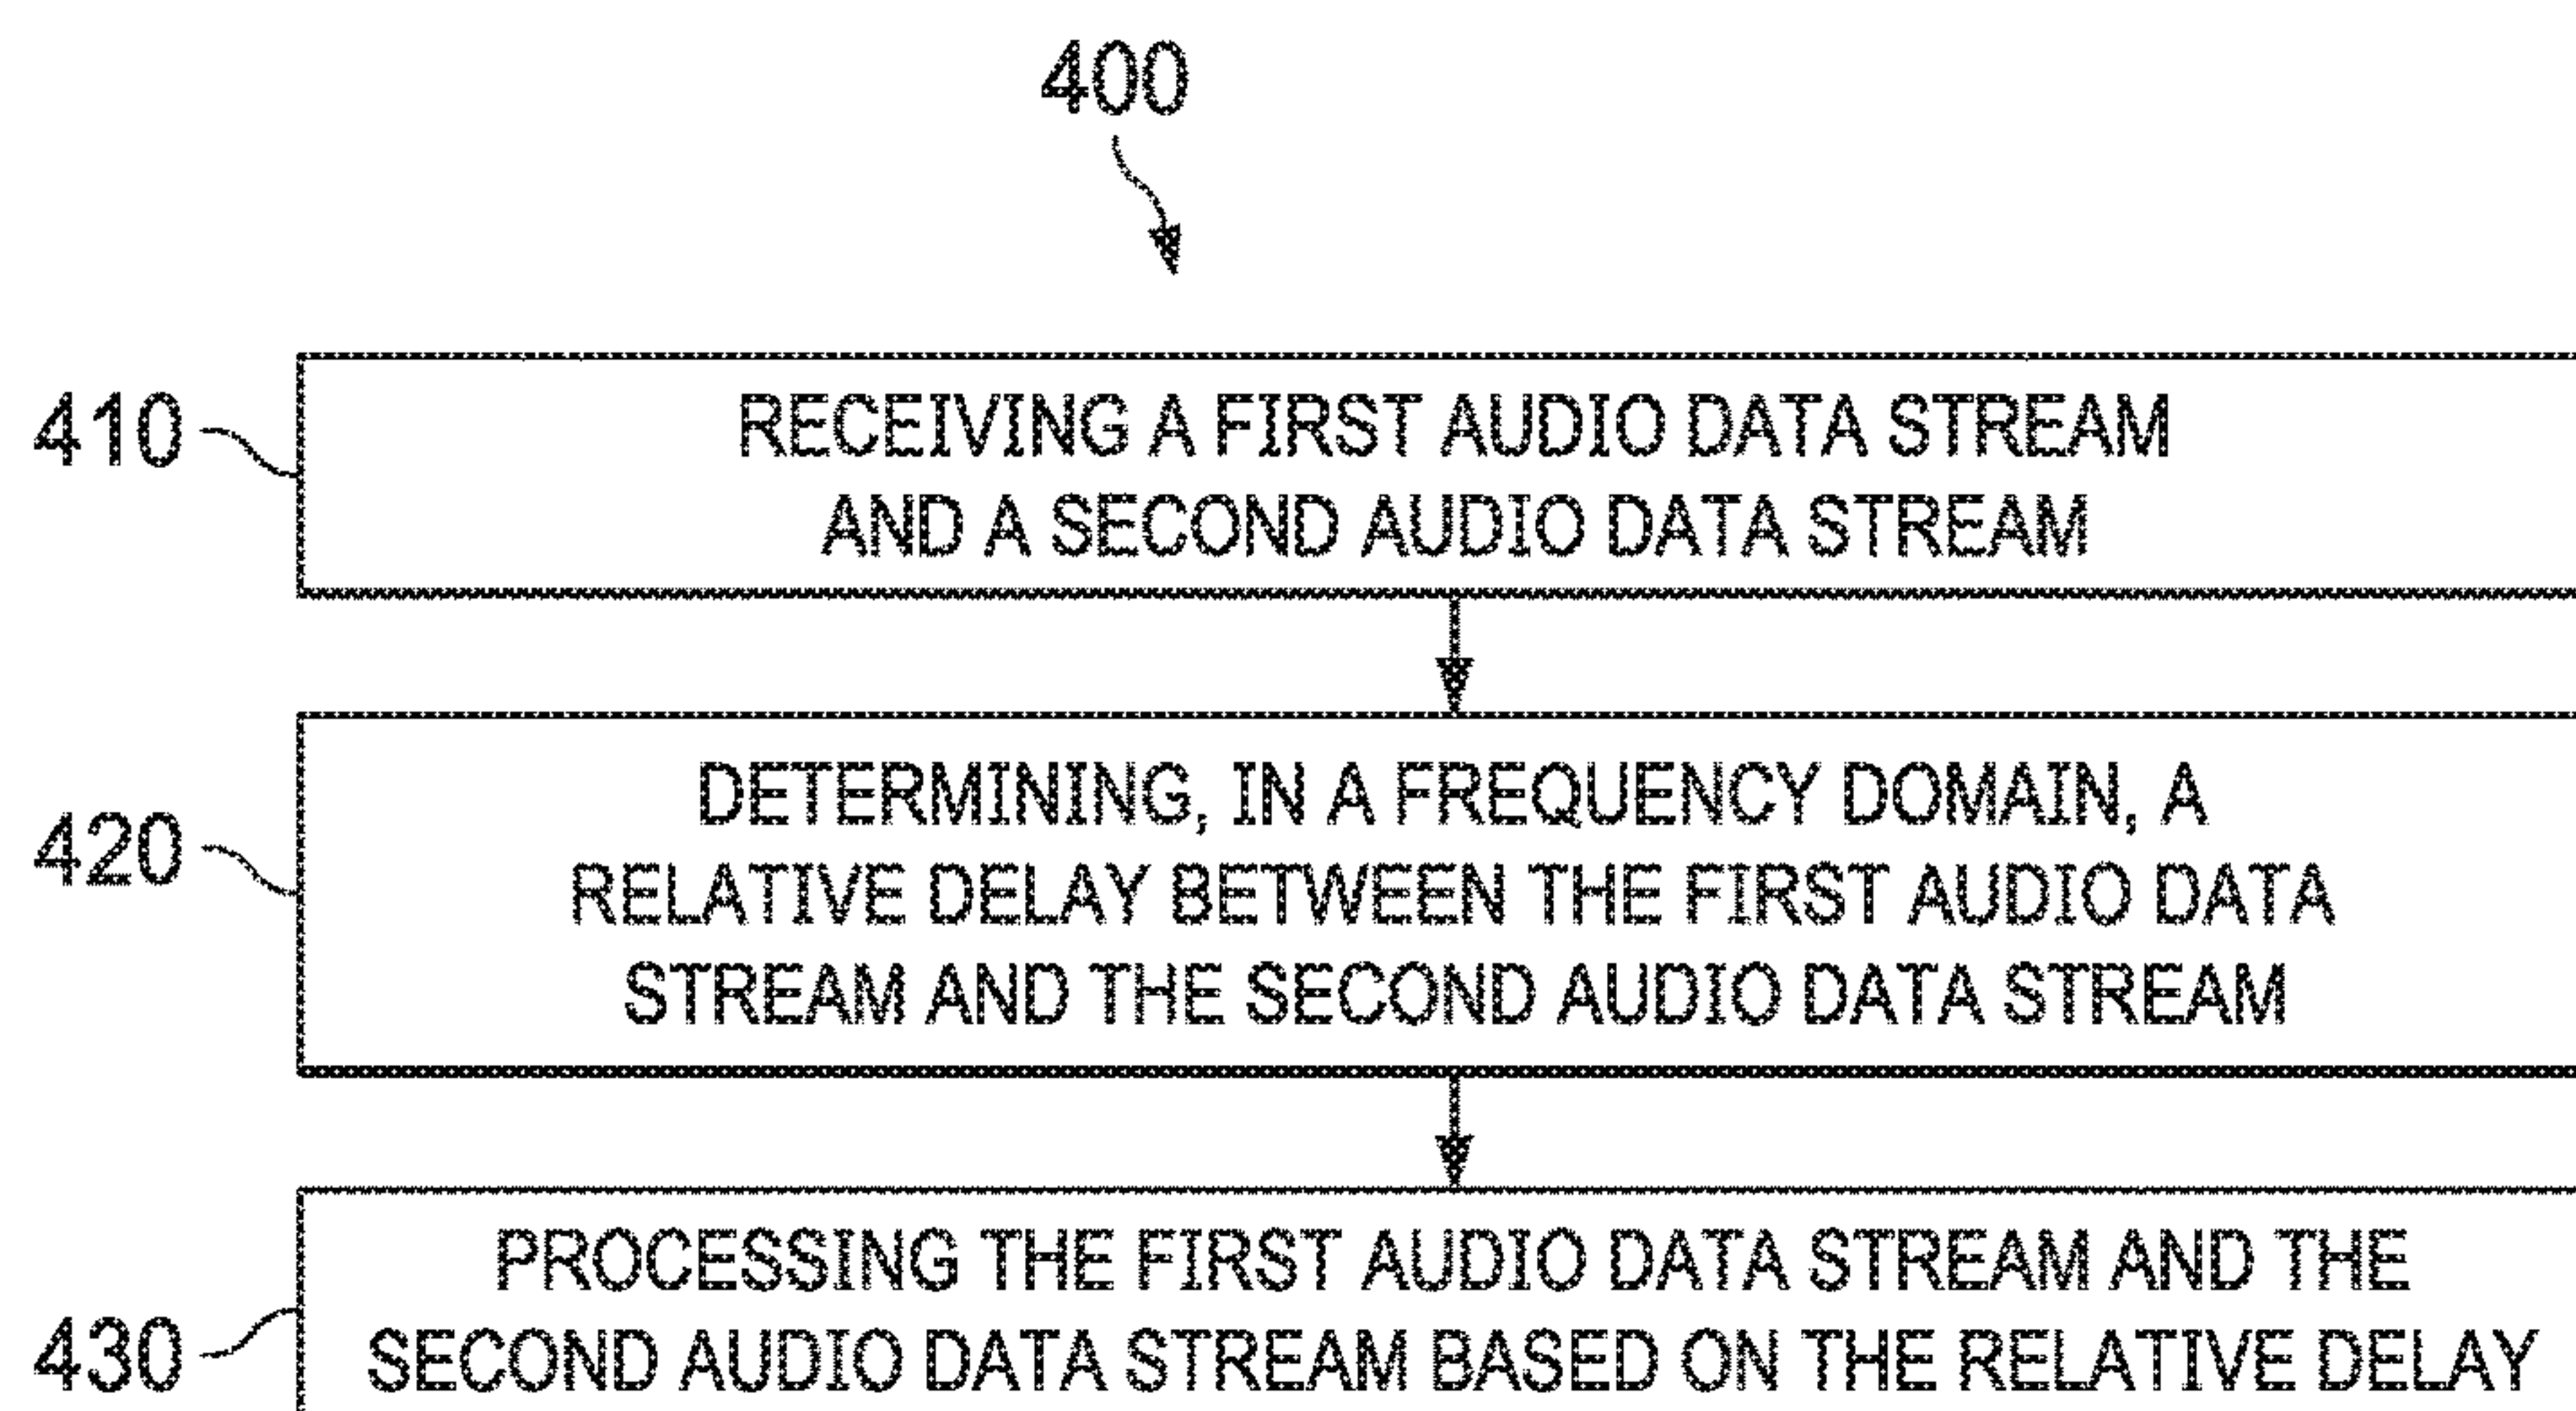 400
410
RECEIVING A FIRST AUDIO DATA STREAM
AND A SECOND AUDIO DATA STREAM
420
DETERMINING, IN A FREQUENCY DOMAIN, A
RELATIVE DELAY BETWEEN THE FIRST AUDIO DATA
STREAM AND THE SECOND AUDIO DATA STREAM
430
PROCESSING THE FIRST AUDIO DATA STREAM AND THE
SECOND AUDIO DATA STREAM BASED ON THE RELATIVE DELAY